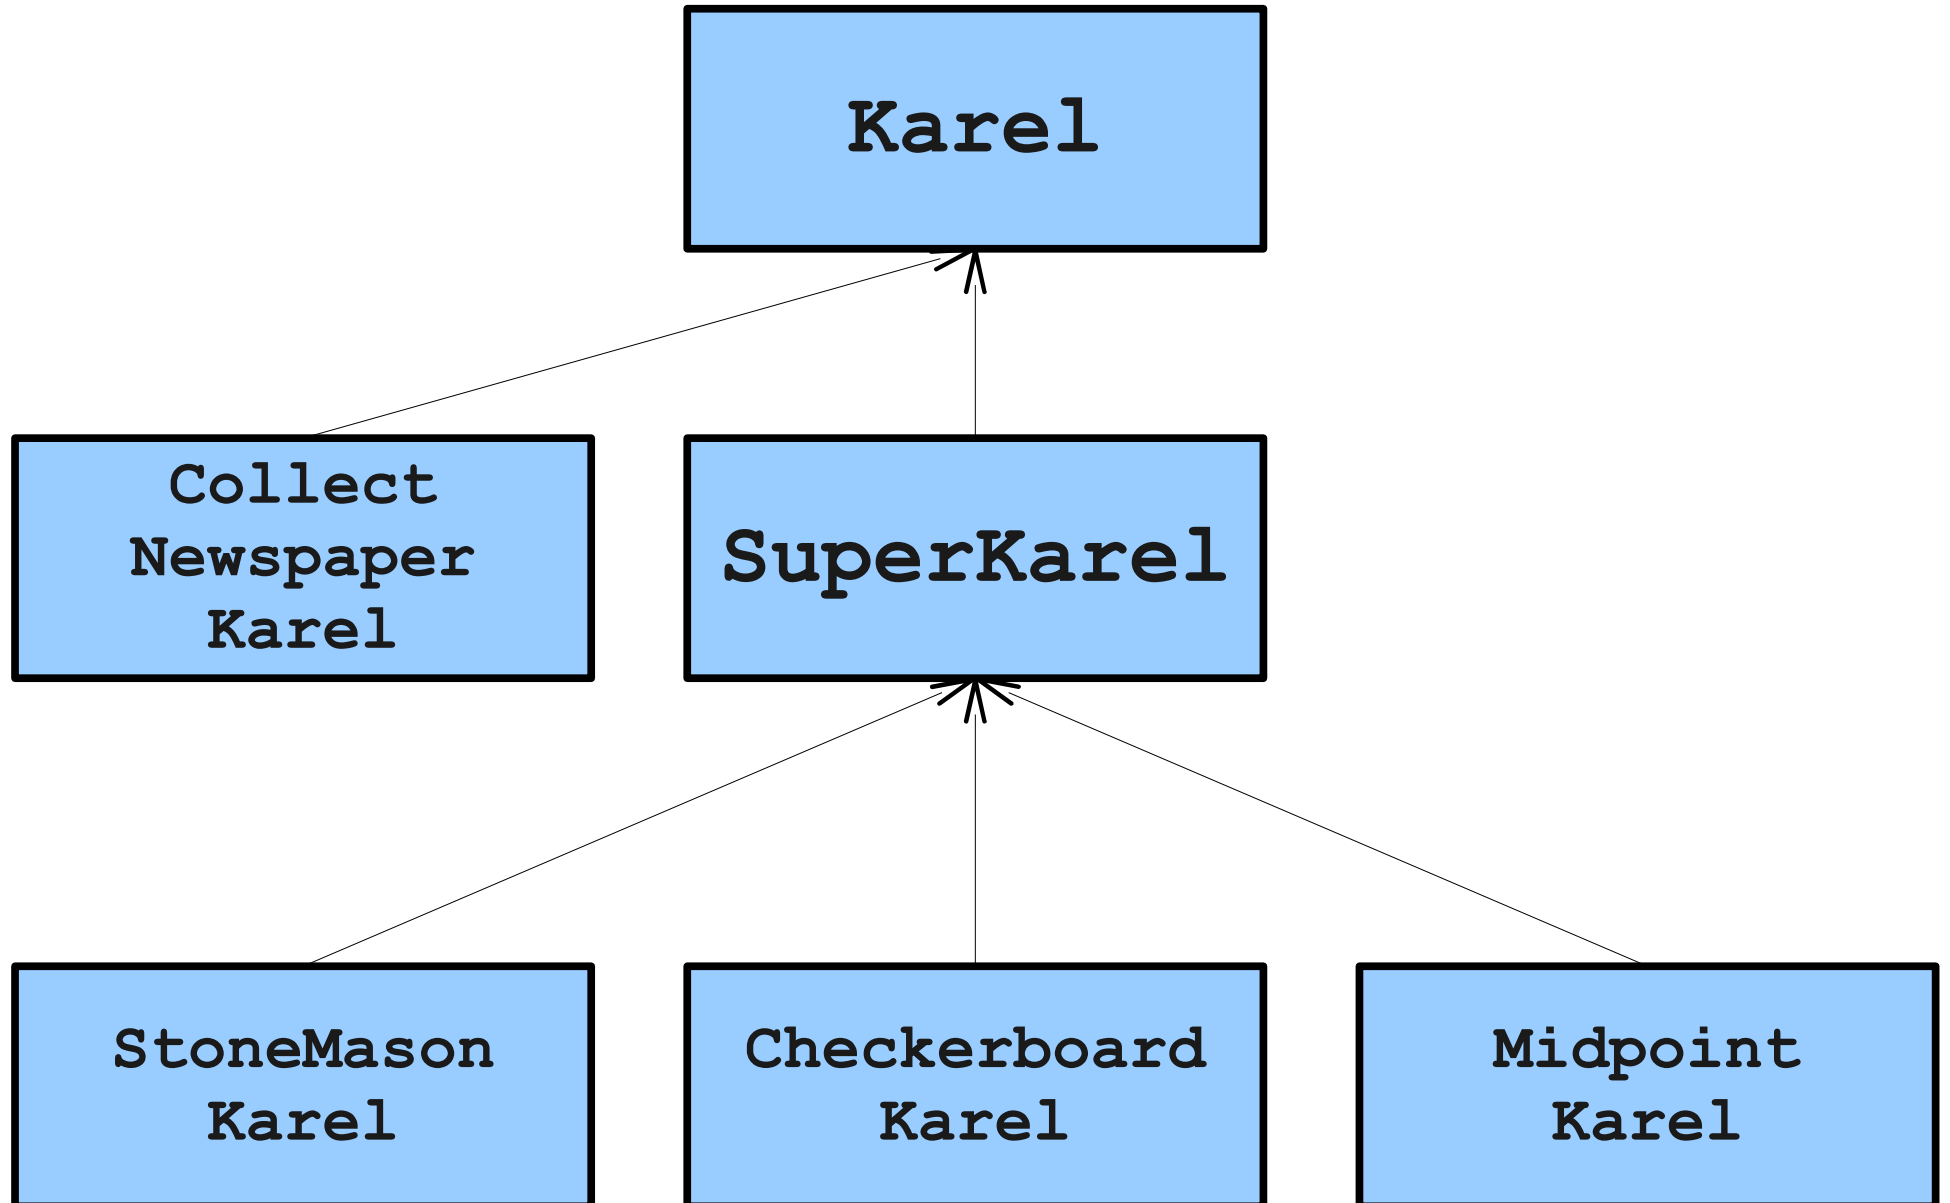 Karel
Collect
Newspaper
Karel
SuperKarel
StoneMason
Karel
Checkerboard
Karel
Midpoint
Karel